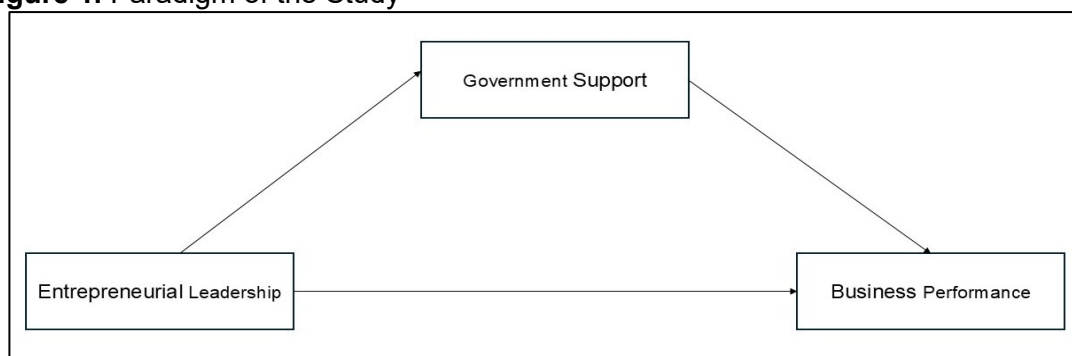 Paradigm of the Study
Government Support
Entrepreneurial Leadership
Business Performance